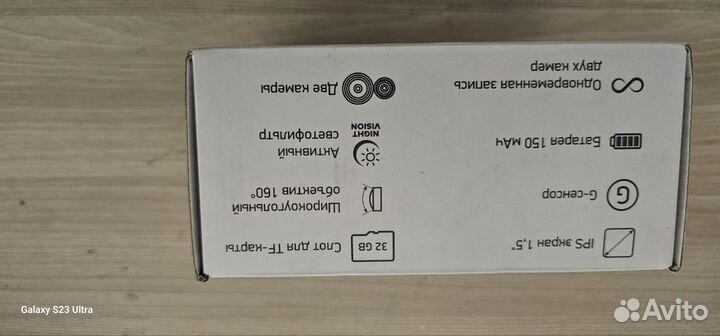 IPS экран 1,5"
G
G-сенсор
Батарея 150 мАч
Одновременная запись
двух камер
32 GB
Слот для TF-карты
Широкоугольный
объектив 160°
NIGHT
VISION
Активный
светофильтр
Две камеры
Galaxy S23 Ultra
Avito